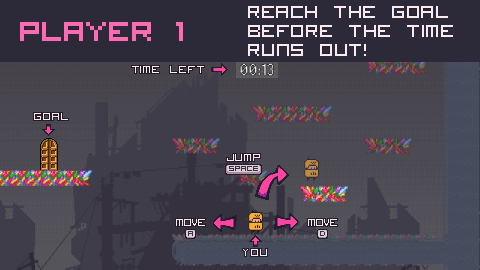 PLAYER 1
REACH THE GOAL
BEFORE THE TIME
RUNS OUT!
TIME LEFT
00:13
GOAL
JUMP
SPACE
MOVE
A
MOVE
D
YOU